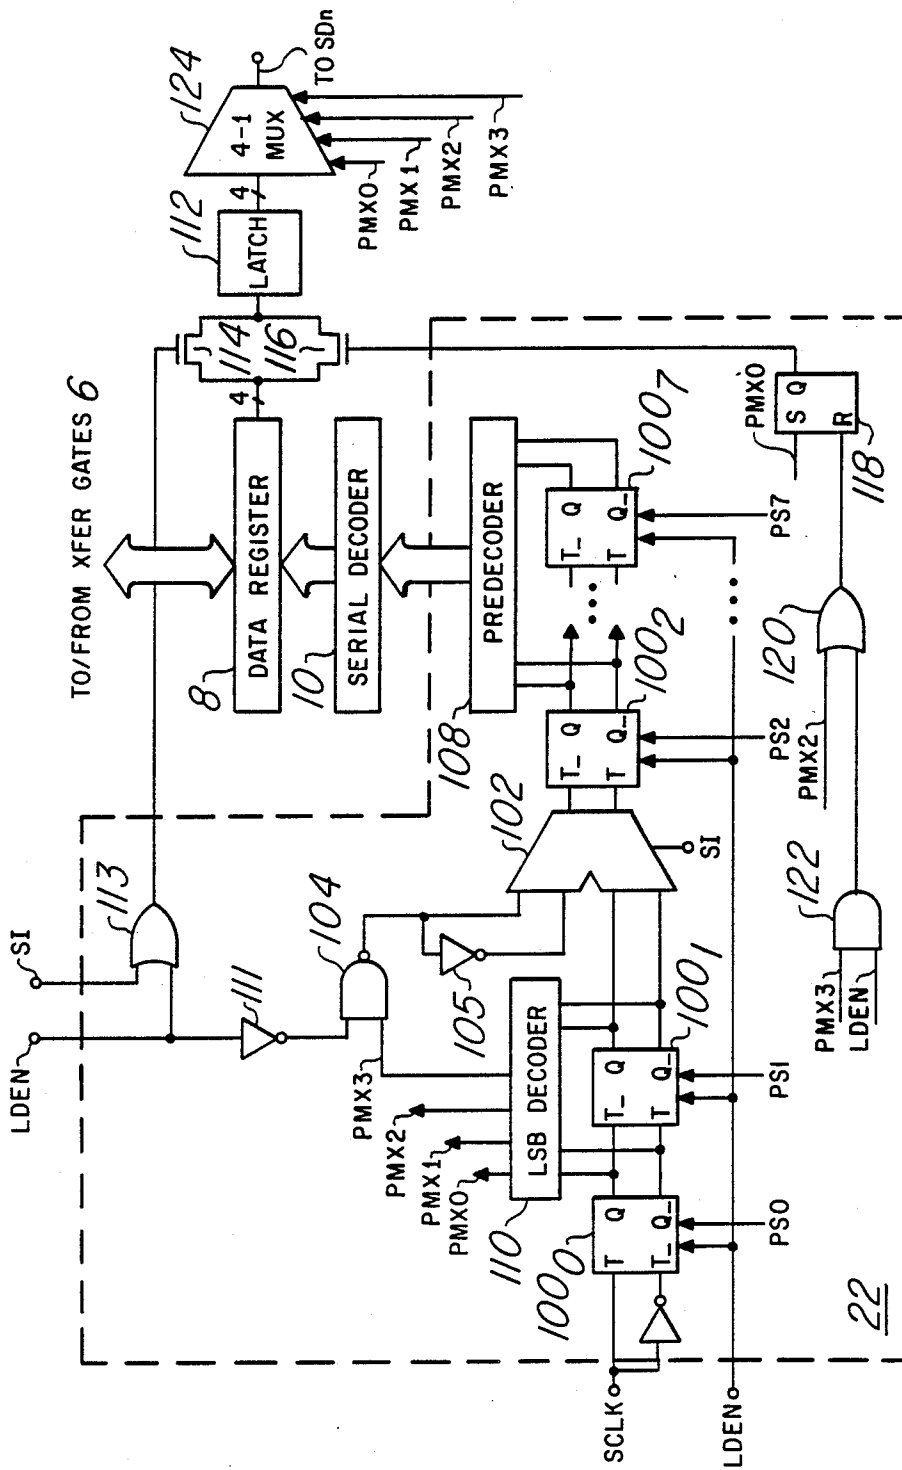 LDEN
SI
113
111
104
105
PMX3
PMX2
PMX1
PMX0
LSB DECODER
110
T Q
T_ Q_
100₀
T_ Q
T Q_
100₁
102
SI
T_ Q
T Q_
100₂
T_ Q
T Q_
100₇
PREDECODER
108
SERIAL DECODER
10
DATA REGISTER
8
TO/FROM XFER GATES 6
4
114
116
LATCH
112
4
4-1
MUX
124
TO SDn
PMX0
PMX1
PMX2
PMX3
SCLK
LDEN
PS0
PS1
PS2
PS7
PMX3
LDEN
122
PMX2
120
PMX0
S Q
R
118
22